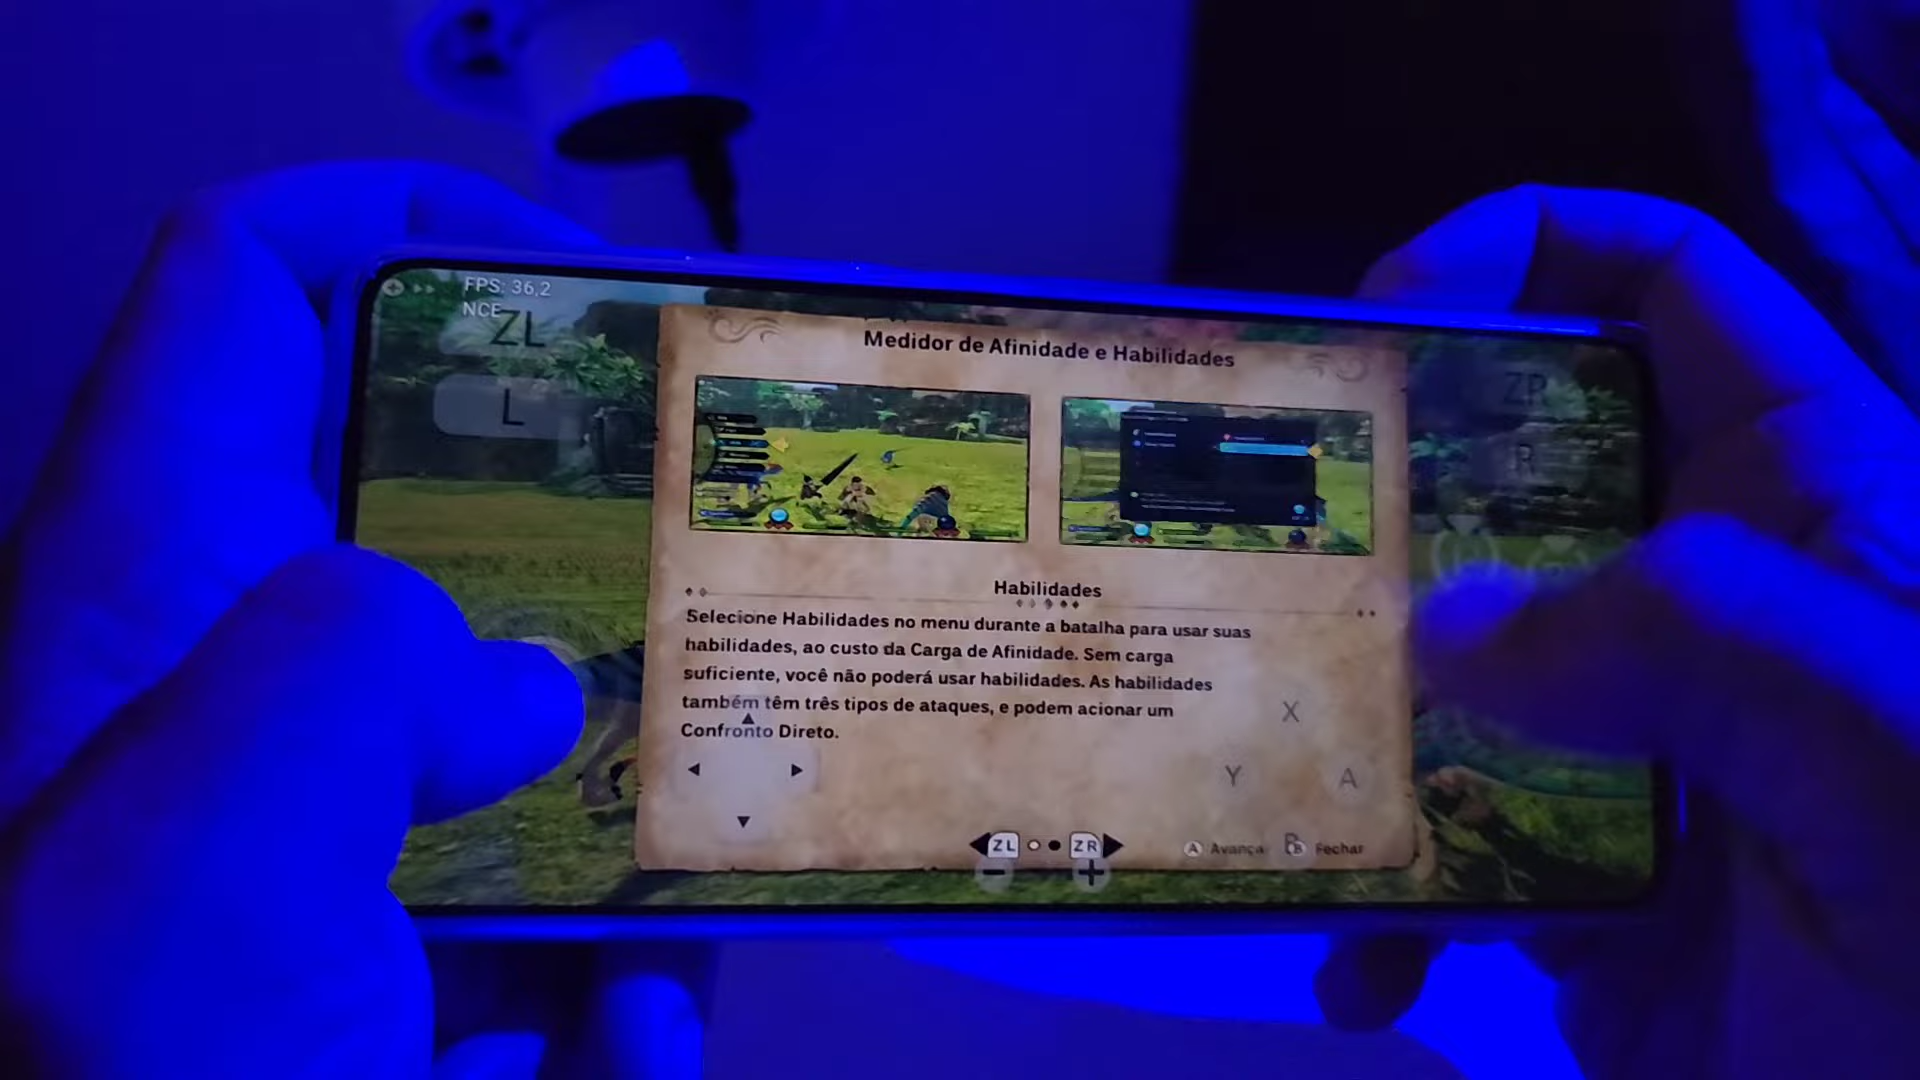 FPS: 36,2
NCE
ZL
L
ZR
R
Medidor de Afinidade e Habilidades
Habilidades
Selecione Habilidades no menu durante a batalha para usar suas
habilidades, ao custo da Carga de Afinidade. Sem carga
suficiente, você não poderá usar habilidades. As habilidades
também têm três tipos de ataques, e podem acionar um
Confronto Direto.
X
Y
A
ZL
ZR
A Avança
B Fechar